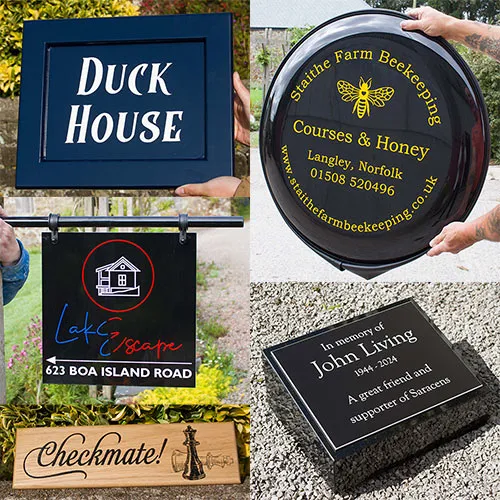 DUCK
HOUSE
Staithe Farm Beekeeping
Courses & Honey
Langley, Norfolk
01508 520496
www.staithefarmbeekeeping.co.uk
Lake Escape
623 BOA ISLAND ROAD
In memory of
John Living
1944 - 2024
A great friend and
supporter of Saracens
Checkmate!